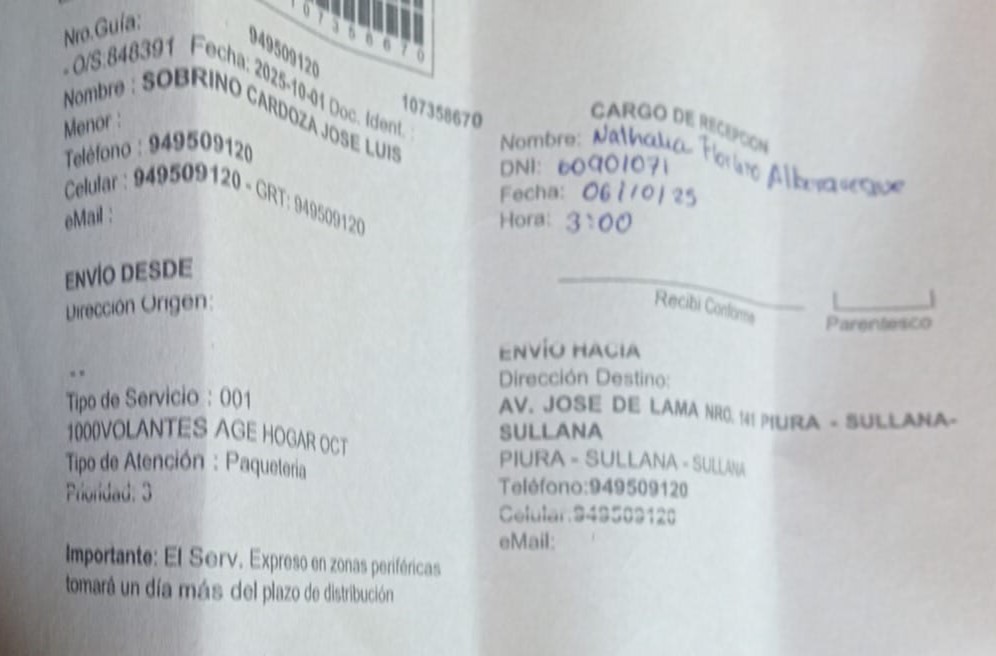 107358670
Nro.Guía:
949509120
107358670
. O/S:848391 Fecha: 2025-10-01 Doc. Ident. :
Nombre : SOBRINO CARDOZA JOSE LUIS
Menor :
Teléfono : 949509120
Celular : 949509120 - GRT: 949509120
eMail :
ENVÍO DESDE
Dirección Origen:
..
Tipo de Servicio : 001
1000VOLANTES AGE HOGAR OCT
Tipo de Atención : Paqueteria
Prioridad: 3
Importante: El Serv. Expreso en zonas periféricas
tomará un día más del plazo de distribución
CARGO DE RECEPCION
Nombre: Nathalia
DNI: 60901071
Fecha: 06/10/25
Hora: 3:00
Recibi Conforme
Parentesco
ENVÍO HACIA
Dirección Destino:
AV. JOSE DE LAMA NRO. 141 PIURA - SULLANA-
SULLANA
PIURA - SULLANA - SULLANA
Teléfono:949509120
Celular:949509120
eMail: